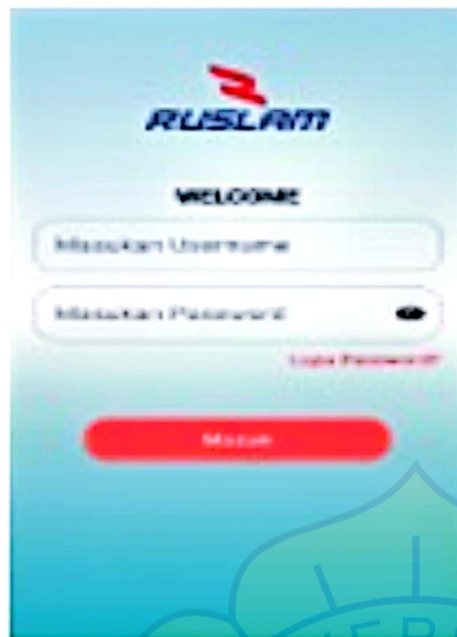 RUSLAM
WELCOME
Masukan Username
Masukan Password
Lupa Password?
Masuk